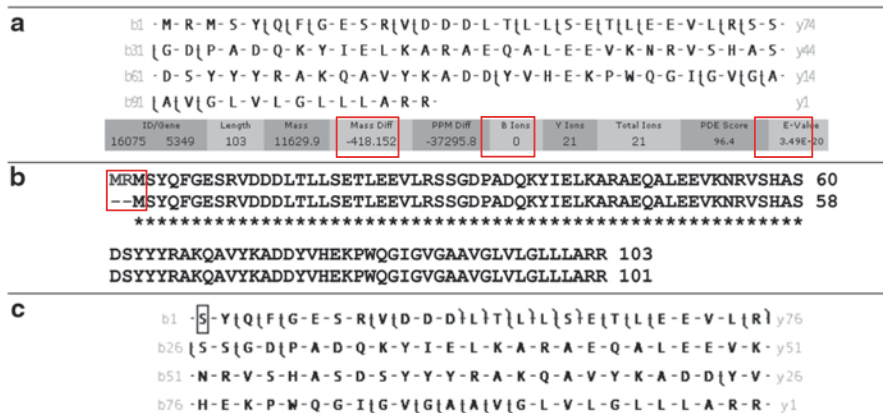 a
b1 - M - R - M - S - Y{Q{F{G - E - S - R{V{D - D - D - L - T{L - L{S{E{T{L{E - E - V - L{R{S - S - y74
b31 {G - D{P - A - D - Q - K - Y - I - E - L - K - A - R - A - E - Q - A - L - E - E - V - K - N - R - V - S - H - A - S - y44
b61 - D - S - Y - Y - Y - R - A - K - Q - A - V - Y - K - A - D - D{Y - V - H - E - K - P - W - Q - G - I{G - V{G{A - y14
b91 {A{V{G - L - V - L - G - L - L - L - A - R - R - y1
ID/Gene Length Mass Mass Diff PPM Diff B Ions Y Ions Total Ions PDE Score E-Value
16075 5349 103 11629.9 -418.152 -37295.8 0 21 21 96.4 3.49E-20
b
MRMSYQFGESRVDDDLTLLSETLEEVLRSSGDPADQKYIELKARAEQALEEVKNRVSHAS 60
--MSYQFGESRVDDDLTLLSETLEEVLRSSGDPADQKYIELKARAEQALEEVKNRVSHAS 58
**********************************************************
DSYYYRAKQAVYKADDYVHEKPWQGIGVGAAVGLVLGLLLARR 103
DSYYYRAKQAVYKADDYVHEKPWQGIGVGAAVGLVLGLLLARR 101
c
b1 - S - Y{Q{F{G - E - S - R{V{D - D - D}L}T{L}L}S}E{T{L{E - E - V - L{R} y76
b26 {S - S{G - D{P - A - D - Q - K - Y - I - E - L - K - A - R - A - E - Q - A - L - E - E - V - K - y51
b51 - N - R - V - S - H - A - S - D - S - Y - Y - Y - R - A - K - Q - A - V - Y - K - A - D - D{Y - V - y26
b76 - H - E - K - P - W - Q - G - I{G - V{G{A{A{V{G - L - V - L - G - L - L - L - A - R - R - y1